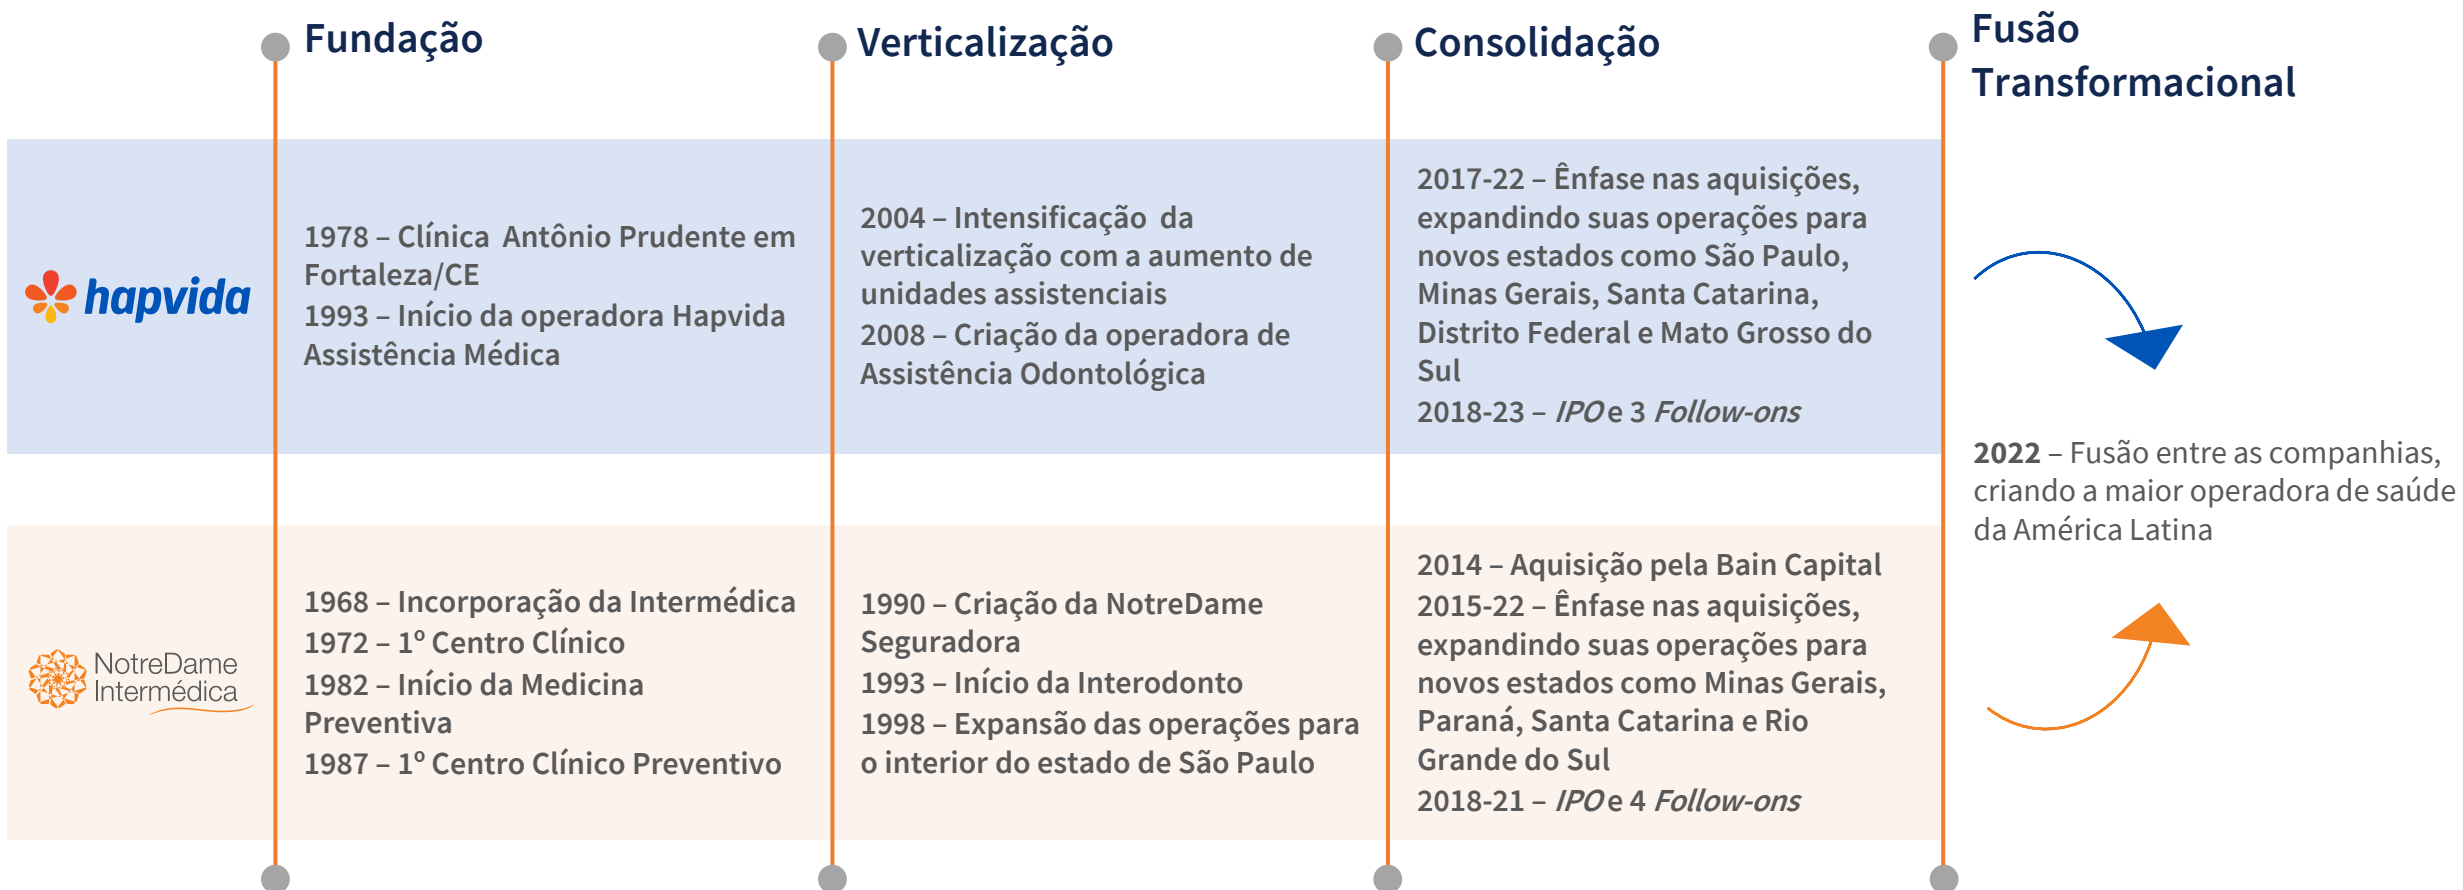 Fundação
Verticalização
Consolidação
Fusão
Transformacional
hapvida
1978 – Clínica Antônio Prudente em
Fortaleza/CE
1993 – Início da operadora Hapvida
Assistência Médica
2004 – Intensificação da
verticalização com a aumento de
unidades assistenciais
2008 – Criação da operadora de
Assistência Odontológica
2017-22 – Ênfase nas aquisições,
expandindo suas operações para
novos estados como São Paulo,
Minas Gerais, Santa Catarina,
Distrito Federal e Mato Grosso do
Sul
2018-23 – IPO e 3 Follow-ons
NotreDame
Intermédica
1968 – Incorporação da Intermédica
1972 – 1º Centro Clínico
1982 – Início da Medicina
Preventiva
1987 – 1º Centro Clínico Preventivo
1990 – Criação da NotreDame
Seguradora
1993 – Início da Interodonto
1998 – Expansão das operações para
o interior do estado de São Paulo
2014 – Aquisição pela Bain Capital
2015-22 – Ênfase nas aquisições,
expandindo suas operações para
novos estados como Minas Gerais,
Paraná, Santa Catarina e Rio
Grande do Sul
2018-21 – IPO e 4 Follow-ons
2022 – Fusão entre as companhias,
criando a maior operadora de saúde
da América Latina